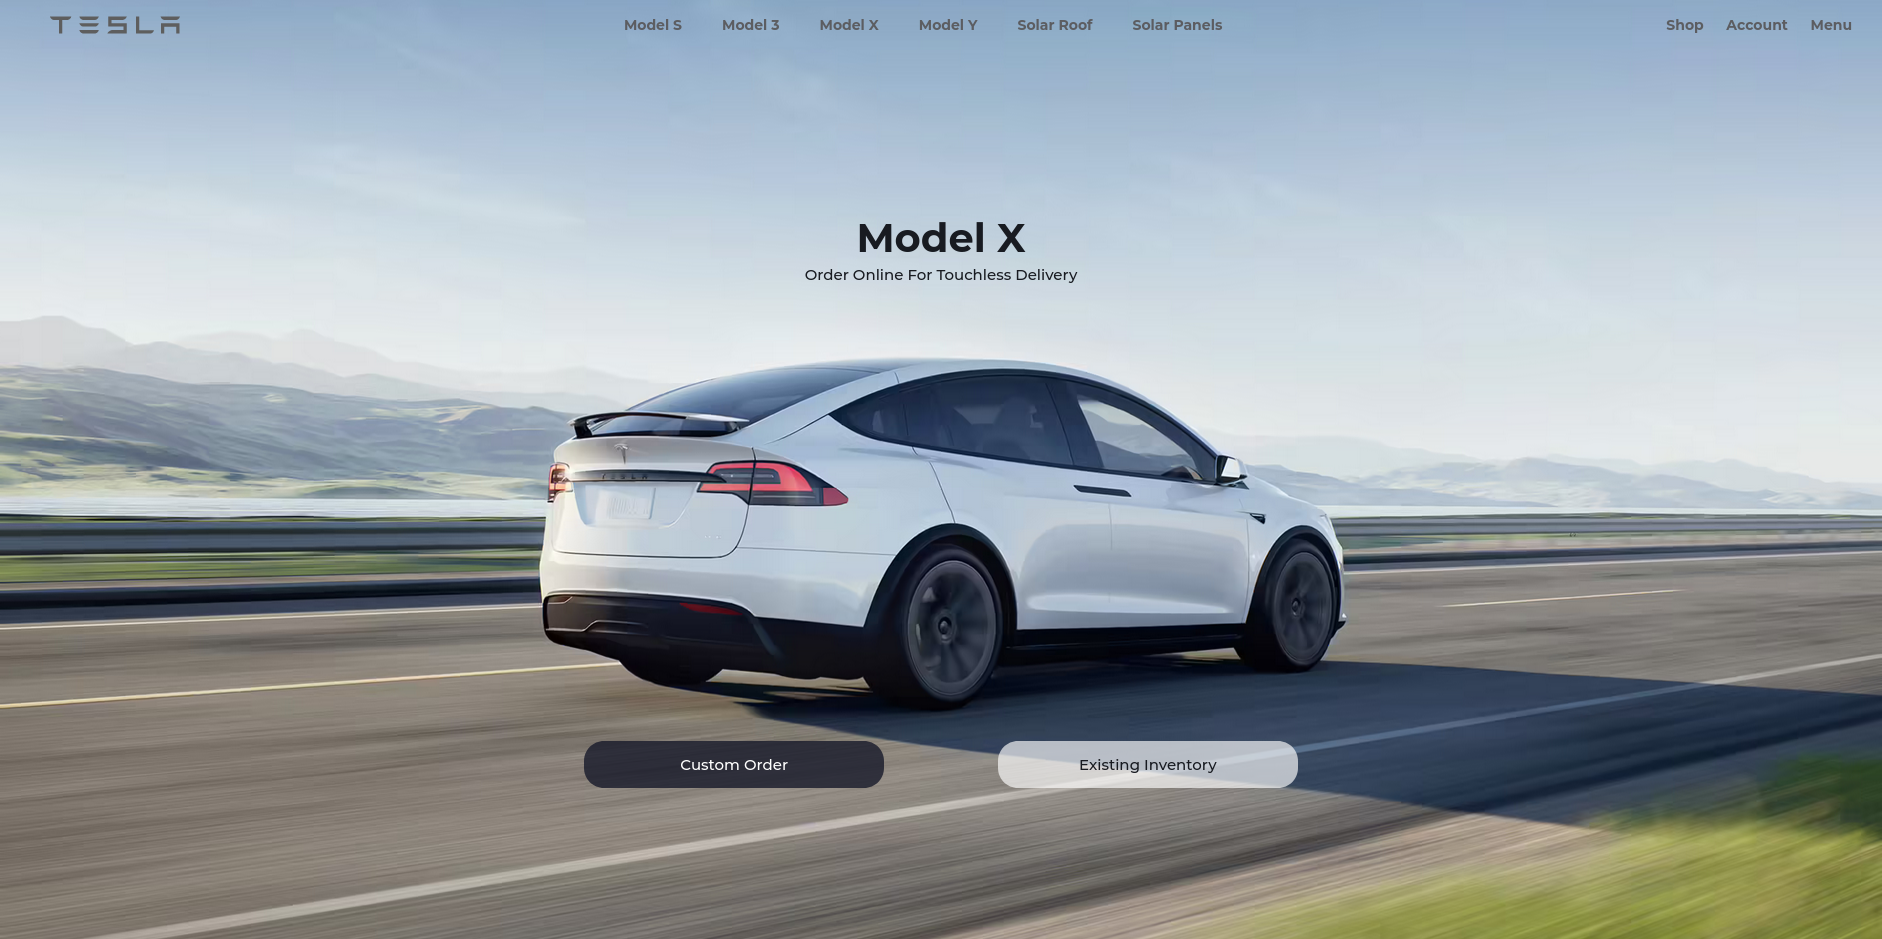 TESLA
Model S Model 3 Model X Model Y Solar Roof Solar Panels
Shop Account Menu
Model X
Order Online For Touchless Delivery
TESLA
Custom Order
Existing Inventory